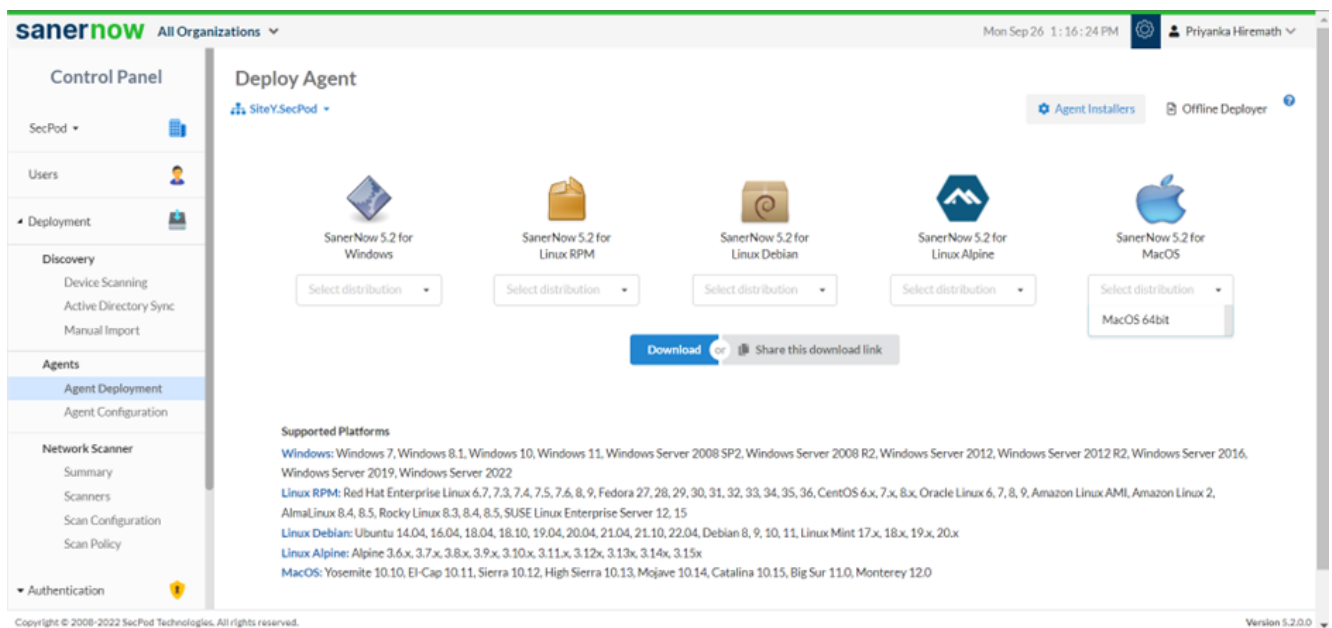 sanernow All Organizations Mon Sep 26 1:16:24 PM Priyanka Hiremath
Control Panel
SecPod
Users
Deployment
Discovery
Device Scanning
Active Directory Sync
Manual Import
Agents
Agent Deployment
Agent Configuration
Network Scanner
Summary
Scanners
Scan Configuration
Scan Policy
Authentication
Deploy Agent
SiteY.SecPod
Agent Installers Offline Deployer ?
SanerNow 5.2 for
Windows
Select distribution
SanerNow 5.2 for
Linux RPM
Select distribution
SanerNow 5.2 for
Linux Debian
Select distribution
SanerNow 5.2 for
Linux Alpine
Select distribution
SanerNow 5.2 for
MacOS
Select distribution
MacOS 64bit
Download or Share this download link
Supported Platforms
Windows: Windows 7, Windows 8.1, Windows 10, Windows 11, Windows Server 2008 SP2, Windows Server 2008 R2, Windows Server 2012, Windows Server 2012 R2, Windows Server 2016,
Windows Server 2019, Windows Server 2022
Linux RPM: Red Hat Enterprise Linux 6.7, 7.3, 7.4, 7.5, 7.6, 8, 9, Fedora 27, 28, 29, 30, 31, 32, 33, 34, 35, 36, CentOS 6.x, 7.x, 8.x, Oracle Linux 6, 7, 8, 9, Amazon Linux AMI, Amazon Linux 2,
AlmaLinux 8.4, 8.5, Rocky Linux 8.3, 8.4, 8.5, SUSE Linux Enterprise Server 12, 15
Linux Debian: Ubuntu 14.04, 16.04, 18.04, 18.10, 19.04, 20.04, 21.04, 21.10, 22.04, Debian 8, 9, 10, 11, Linux Mint 17.x, 18.x, 19.x, 20.x
Linux Alpine: Alpine 3.6.x, 3.7.x, 3.8.x, 3.9.x, 3.10.x, 3.11.x, 3.12x, 3.13x, 3.14x, 3.15x
MacOS: Yosemite 10.10, El-Cap 10.11, Sierra 10.12, High Sierra 10.13, Mojave 10.14, Catalina 10.15, Big Sur 11.0, Monterey 12.0
Copyright © 2008-2022 SecPod Technologies. All rights reserved. Version 5.2.0.0